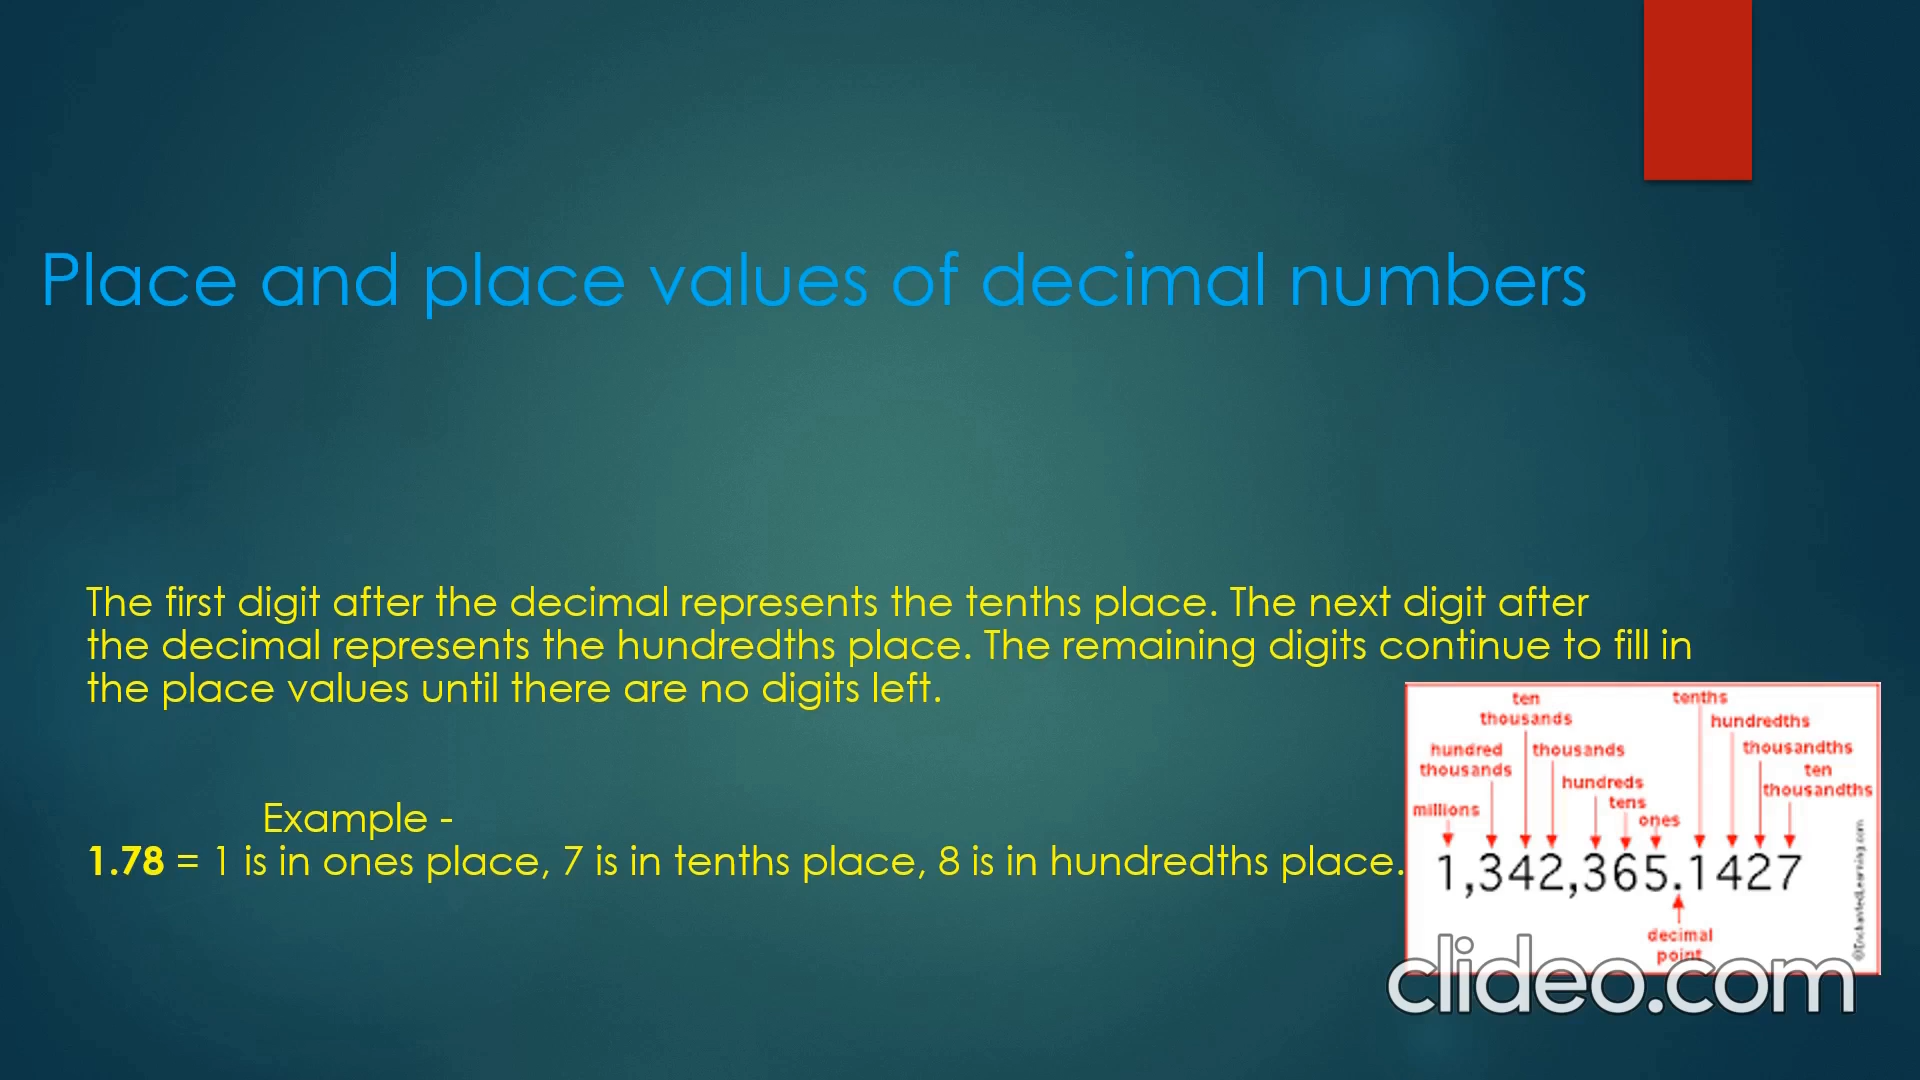 Place and place values of decimal numbers
The first digit after the decimal represents the tenths place. The next digit after
the decimal represents the hundredths place. The remaining digits continue to fill in
the place values until there are no digits left.
Example -
1.78 = 1 is in ones place, 7 is in tenths place, 8 is in hundredths place.
ten
thousands
tenths
hundredths
hundred
thousands
thousands
thousandths
ten
thousandths
hundreds
tens
ones
millions
1,342,365.1427
decimal
point
©EnchantedLearning.com
clideo.com